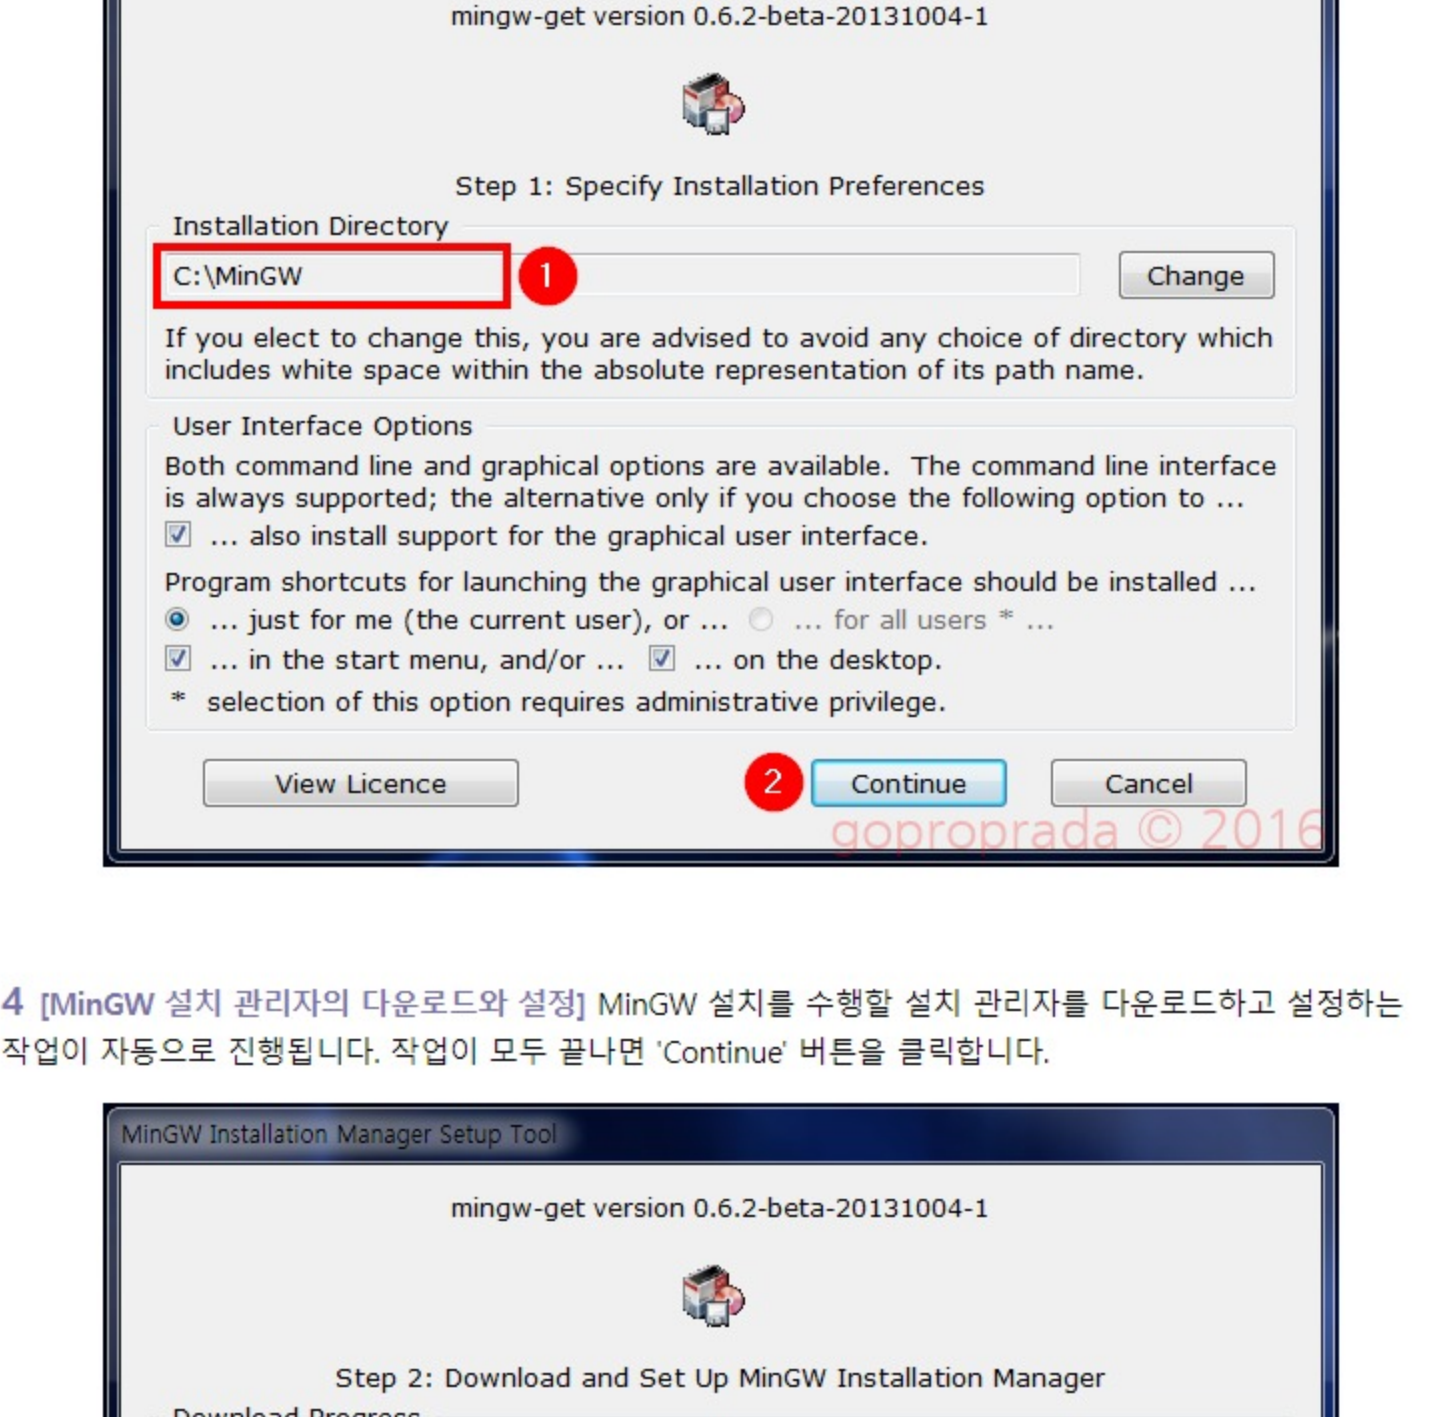 mingw-get version 0.6.2-beta-20131004-1
Step 1: Specify Installation Preferences
Installation Directory
C:\MinGW
1
Change
If you elect to change this, you are advised to avoid any choice of directory which
includes white space within the absolute representation of its path name.
User Interface Options
Both command line and graphical options are available.  The command line interface
is always supported; the alternative only if you choose the following option to ...
... also install support for the graphical user interface.
Program shortcuts for launching the graphical user interface should be installed ...
... just for me (the current user), or ... ... for all users * ...
... in the start menu, and/or ... ... on the desktop.
* selection of this option requires administrative privilege.
View Licence
2
Continue
Cancel
goproprada © 2016
4 [MinGW 설치 관리자의 다운로드와 설정] MinGW 설치를 수행할 설치 관리자를 다운로드하고 설정하는
작업이 자동으로 진행됩니다. 작업이 모두 끝나면 'Continue' 버튼을 클릭합니다.
MinGW Installation Manager Setup Tool
mingw-get version 0.6.2-beta-20131004-1
Step 2: Download and Set Up MinGW Installation Manager
Download Progress